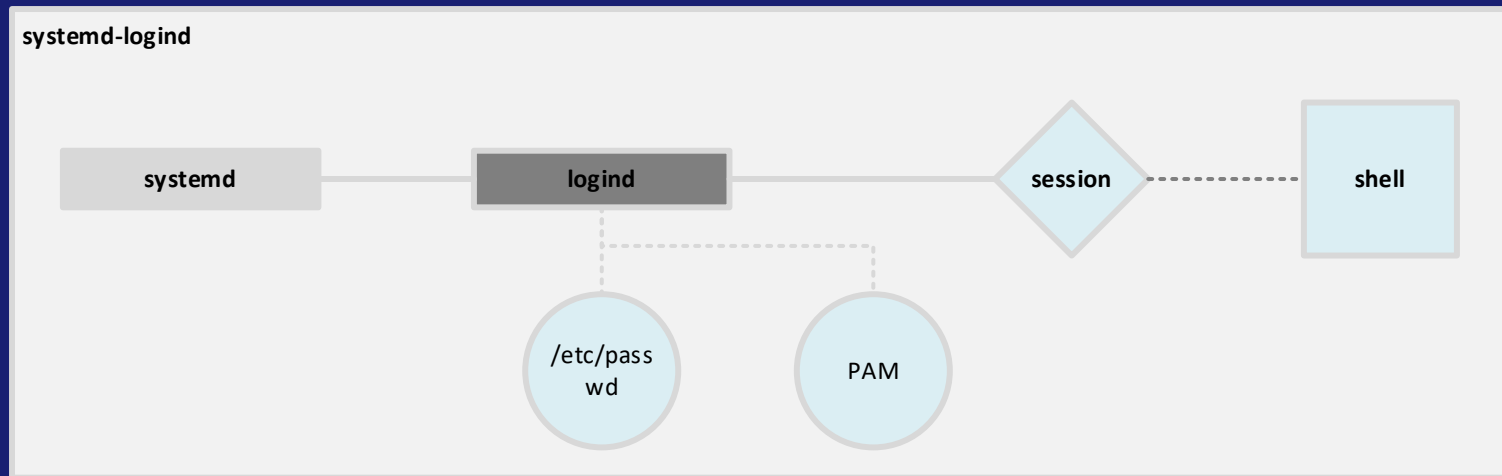 systemd-logind
systemd
logind
session
shell
/etc/pass
wd
PAM